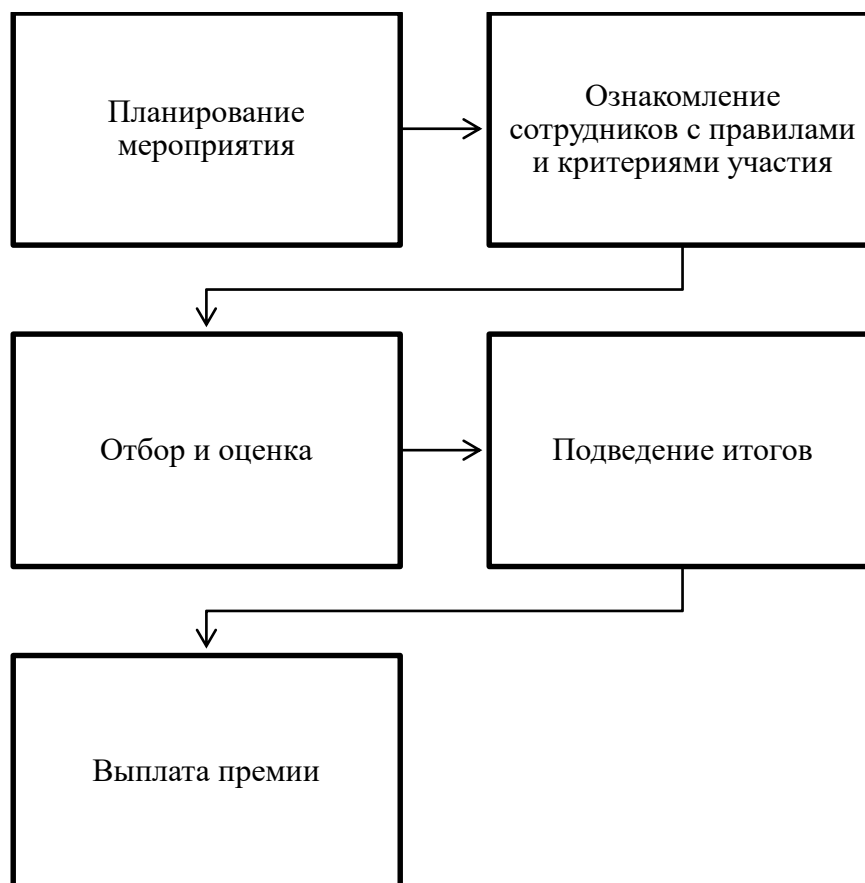 Планирование
мероприятия
Ознакомление
сотрудников с правилами
и критериями участия
Отбор и оценка
Подведение итогов
Выплата премии